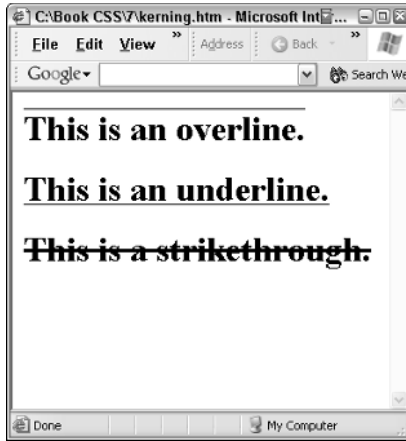 C:\Book CSS\7\kerning.htm - Microsoft Int...
File Edit View » Address Back »
Google Search We
This is an overline.
This is an underline.
This is a strikethrough.
Done My Computer